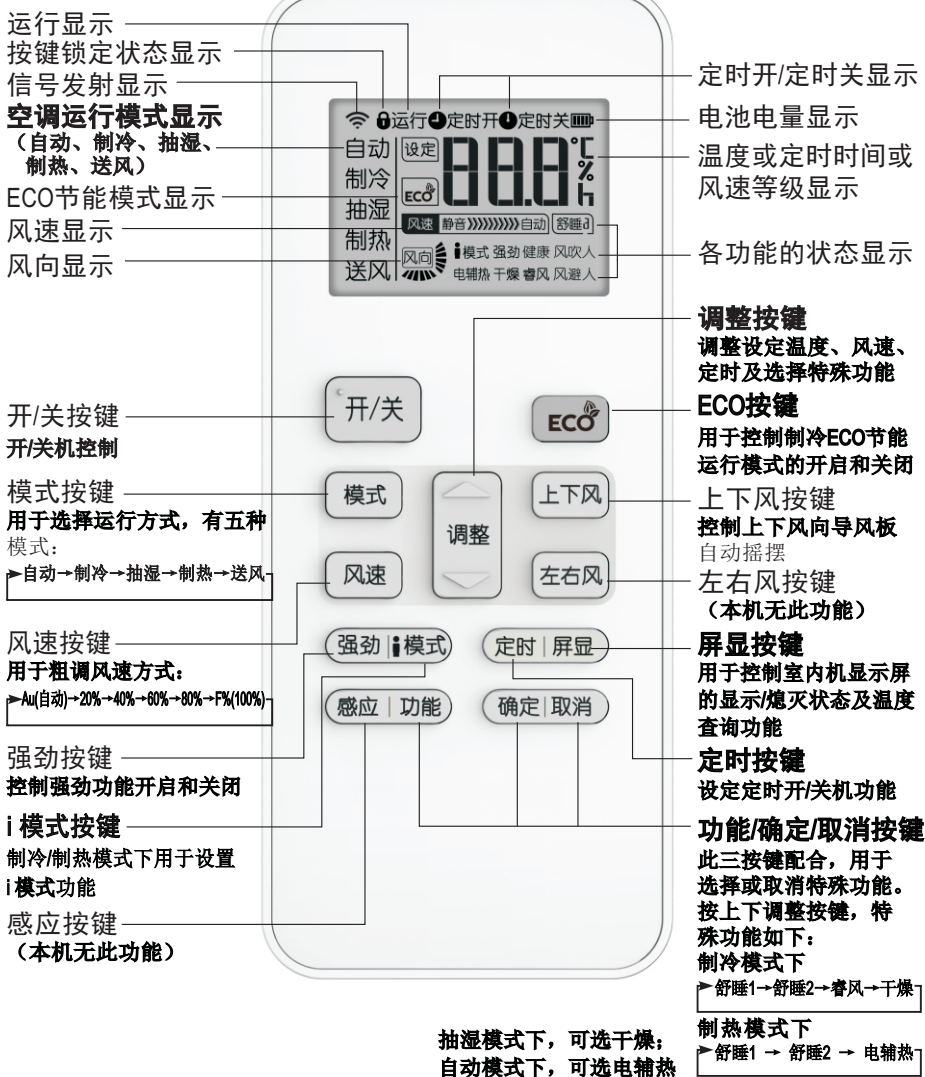 运行显示
按键锁定状态显示
信号发射显示
空调运行模式显示
（自动、制冷、抽湿、
制热、送风）
ECO节能模式显示
风速显示
风向显示
运行 定时开 定时关
自动 设定 88.8 ℃
制冷 % h
ECO
抽湿
风速 静音 》》》》》 自动 舒睡
制热
风向 i模式 强劲 健康 风吹人
送风 电辅热 干燥 睿风 风避人
定时开/定时关显示
电池电量显示
温度或定时时间或
风速等级显示
各功能的状态显示
开/关
ECO
模式
调整
上下风
风速
左右风
强劲 | i模式
定时 | 屏显
感应 | 功能
确定 | 取消
开/关按键
开/关机控制
模式按键
用于选择运行方式，有五种
模式：
自动→制冷→抽湿→制热→送风
风速按键
用于粗调风速方式：
Au(自动)→20%→40%→60%→80%→F%(100%)
强劲按键
控制强劲功能开启和关闭
i 模式按键
制冷/制热模式下用于设置
i 模式功能
感应按键
（本机无此功能）
调整按键
调整设定温度、风速、
定时及选择特殊功能
ECO按键
用于控制制冷ECO节能
运行模式的开启和关闭
上下风按键
控制上下风向导风板
自动摇摆
左右风按键
（本机无此功能）
屏显按键
用于控制室内机显示屏
的显示/熄灭状态及温度
查询功能
定时按键
设定定时开/关机功能
功能/确定/取消按键
此三按键配合，用于
选择或取消特殊功能。
按上下调整按键，特
殊功能如下：
制冷模式下
舒睡1→舒睡2→睿风→干燥
制热模式下
舒睡1 → 舒睡2 → 电辅热
抽湿模式下，可选干燥；
自动模式下，可选电辅热